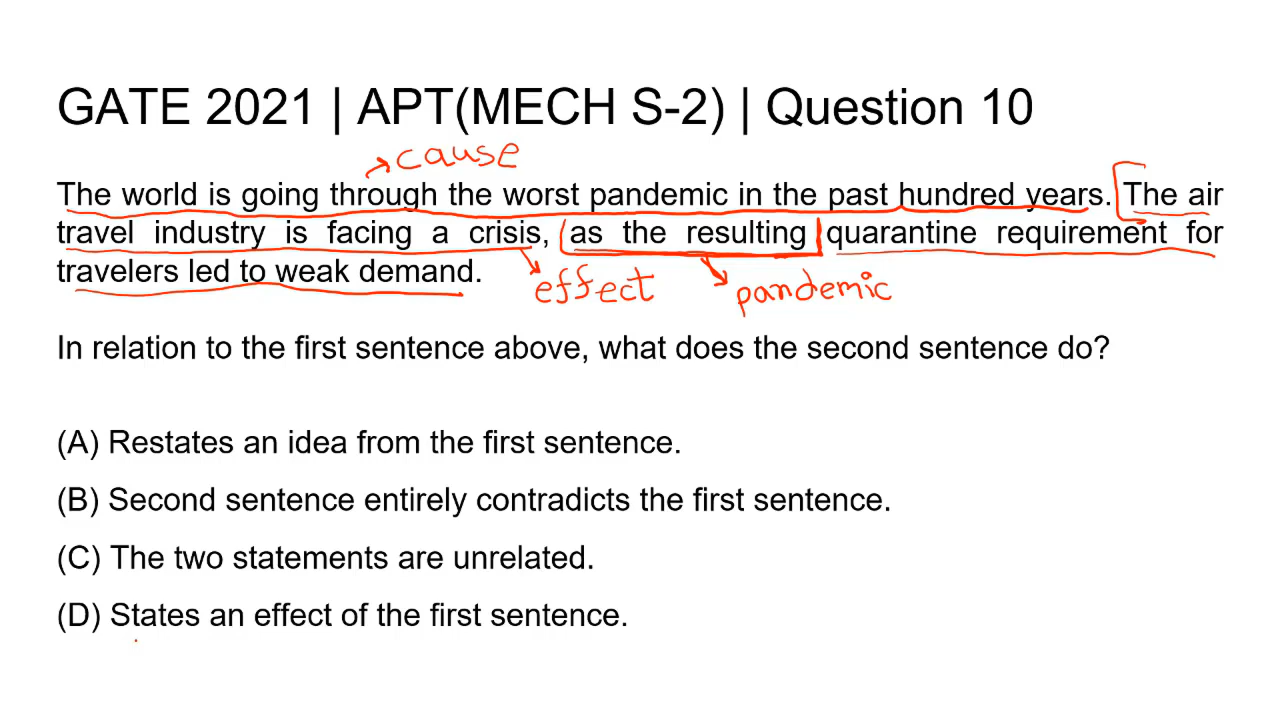 GATE 2021 | APT(MECH S-2) | Question 10
cause
The world is going through the worst pandemic in the past hundred years. The air
travel industry is facing a crisis, as the resulting quarantine requirement for
travelers led to weak demand.
effect
pandemic
In relation to the first sentence above, what does the second sentence do?
(A) Restates an idea from the first sentence.
(B) Second sentence entirely contradicts the first sentence.
(C) The two statements are unrelated.
(D) States an effect of the first sentence.